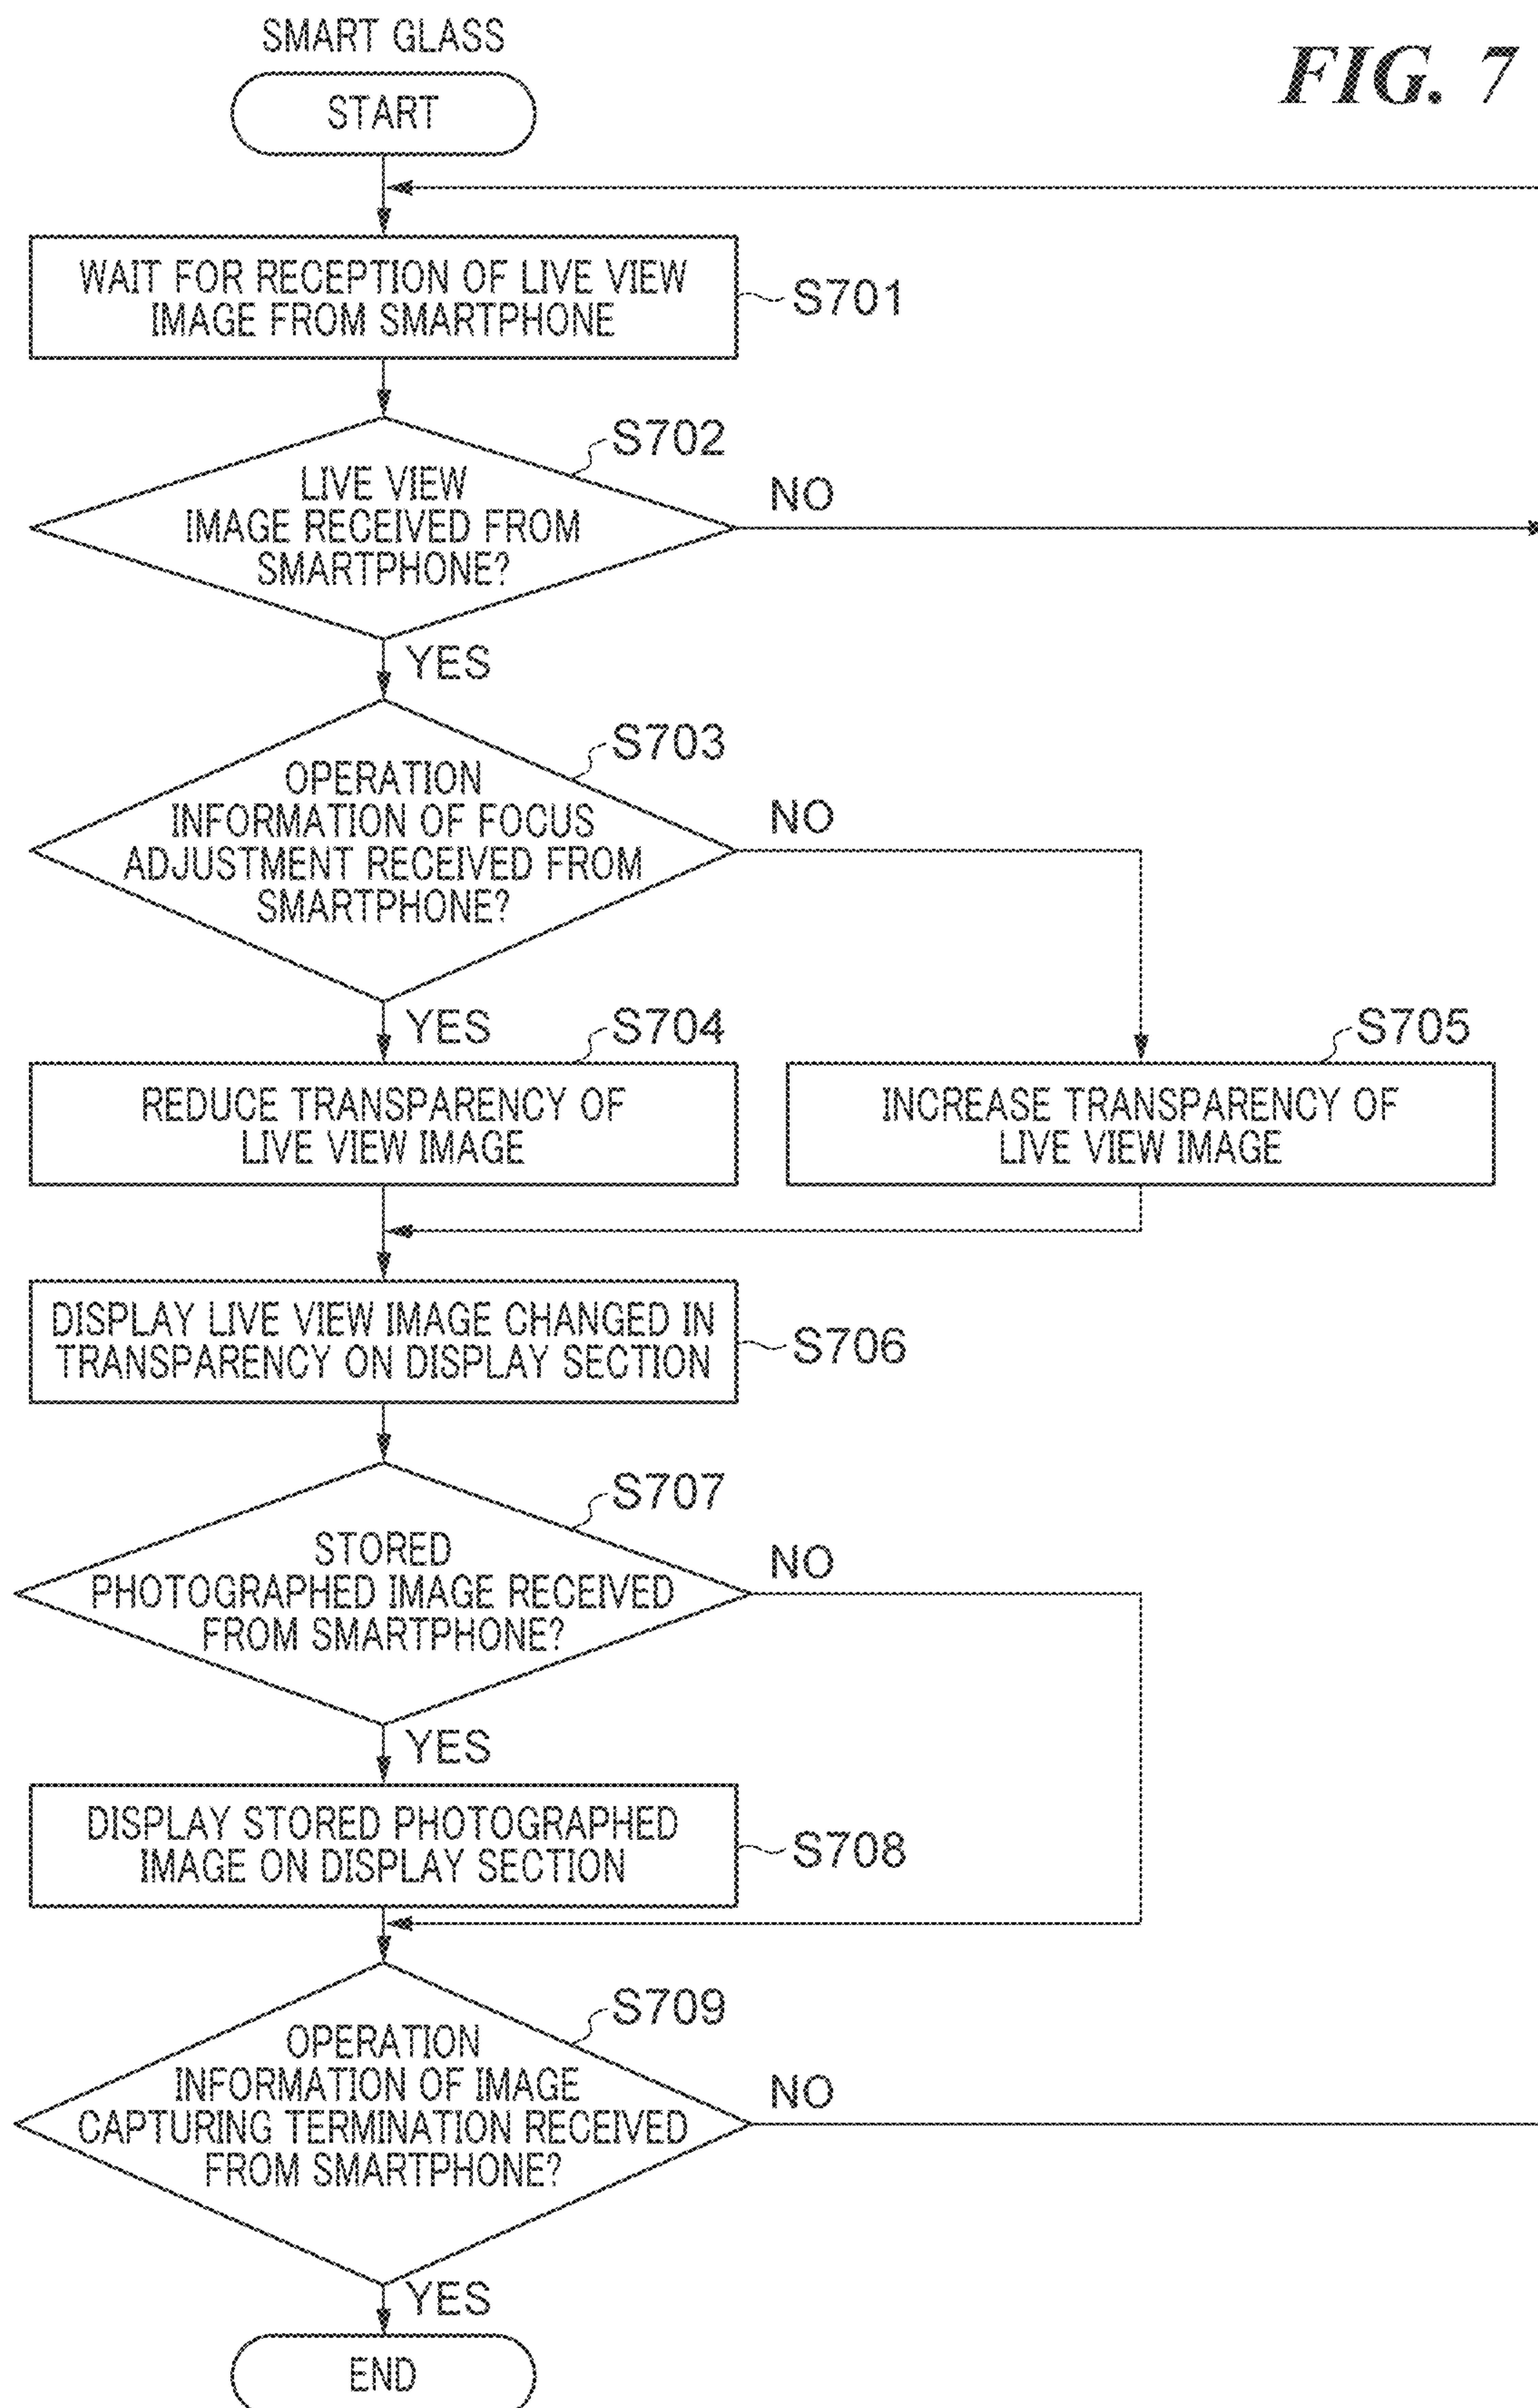 SMART GLASS
FIG. 7
START
WAIT FOR RECEPTION OF LIVE VIEW
IMAGE FROM SMARTPHONE
S701
S702
LIVE VIEW
IMAGE RECEIVED FROM
SMARTPHONE?
NO
YES
S703
OPERATION
INFORMATION OF FOCUS
ADJUSTMENT RECEIVED FROM
SMARTPHONE?
NO
YES
S704
REDUCE TRANSPARENCY OF
LIVE VIEW IMAGE
S705
INCREASE TRANSPARENCY OF
LIVE VIEW IMAGE
DISPLAY LIVE VIEW IMAGE CHANGED IN
TRANSPARENCY ON DISPLAY SECTION
S706
S707
STORED
PHOTOGRAPHED IMAGE RECEIVED
FROM SMARTPHONE?
NO
YES
DISPLAY STORED PHOTOGRAPHED
IMAGE ON DISPLAY SECTION
S708
S709
OPERATION
INFORMATION OF IMAGE
CAPTURING TERMINATION RECEIVED
FROM SMARTPHONE?
NO
YES
END